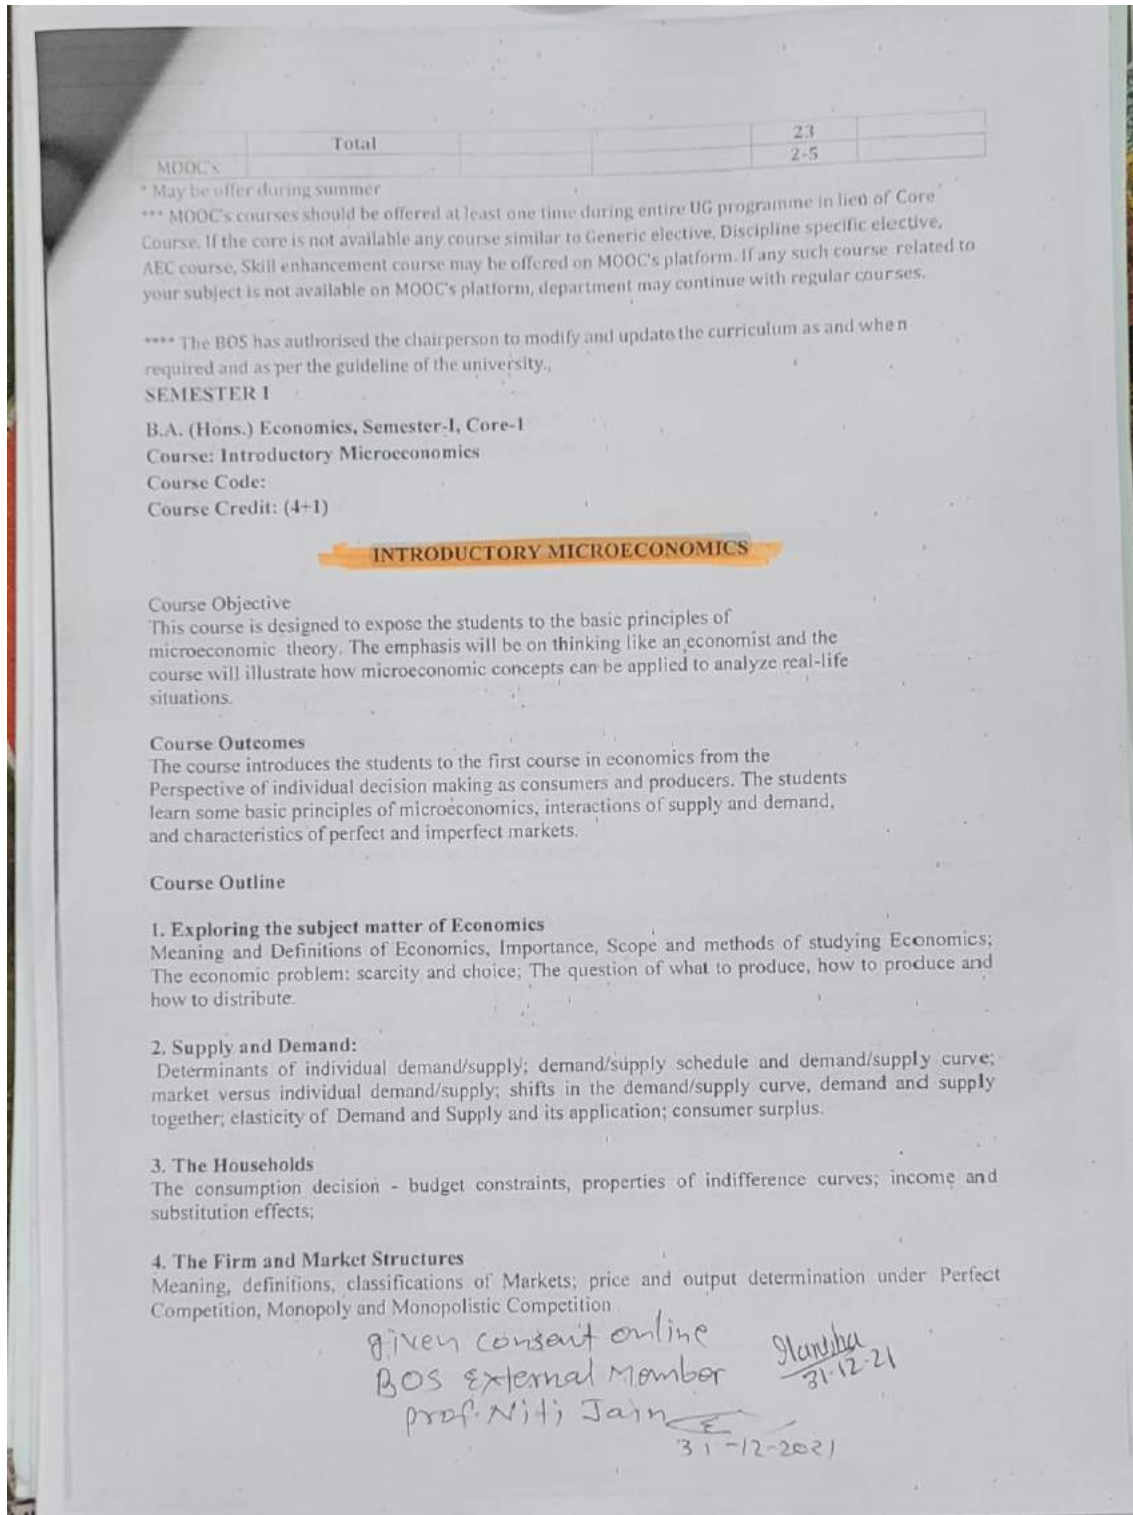 Total 23
MOOC's 2-5
* May be offer during summer
*** MOOC's courses should be offered at least one time during entire UG programme in lieu of Core
Course. If the core is not available any course similar to Generic elective, Discipline specific elective,
AEC course, Skill enhancement course may be offered on MOOC's platform. If any such course related to
your subject is not available on MOOC's platform, department may continue with regular courses.
**** The BOS has authorised the chairperson to modify and update the curriculum as and when
required and as per the guideline of the university.,
SEMESTER I
B.A. (Hons.) Economics, Semester-I, Core-1
Course: Introductory Microeconomics
Course Code:
Course Credit: (4+1)
INTRODUCTORY MICROECONOMICS
Course Objective
This course is designed to expose the students to the basic principles of
microeconomic theory. The emphasis will be on thinking like an economist and the
course will illustrate how microeconomic concepts can be applied to analyze real-life
situations.
Course Outcomes
The course introduces the students to the first course in economics from the
Perspective of individual decision making as consumers and producers. The students
learn some basic principles of microeconomics, interactions of supply and demand,
and characteristics of perfect and imperfect markets.
Course Outline
1. Exploring the subject matter of Economics
Meaning and Definitions of Economics, Importance, Scope and methods of studying Economics;
The economic problem: scarcity and choice; The question of what to produce, how to produce and
how to distribute.
2. Supply and Demand:
Determinants of individual demand/supply; demand/supply schedule and demand/supply curve;
market versus individual demand/supply; shifts in the demand/supply curve, demand and supply
together; elasticity of Demand and Supply and its application; consumer surplus.
3. The Households
The consumption decision - budget constraints, properties of indifference curves; income and
substitution effects;
4. The Firm and Market Structures
Meaning, definitions, classifications of Markets; price and output determination under Perfect
Competition, Monopoly and Monopolistic Competition
given consent online
BOS External Member
prof. Niti Jain
31-12-2021
31-12-21